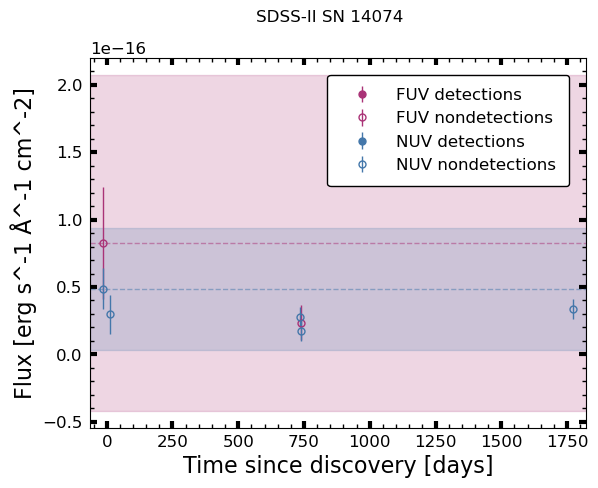 SDSS-II SN 14074
1e−16
FUV detections
FUV nondetections
NUV detections
NUV nondetections
2.0
1.5
1.0
0.5
0.0
−0.5
Flux [erg s^-1 Å^-1 cm^-2]
0 250 500 750 1000 1250 1500 1750
Time since discovery [days]